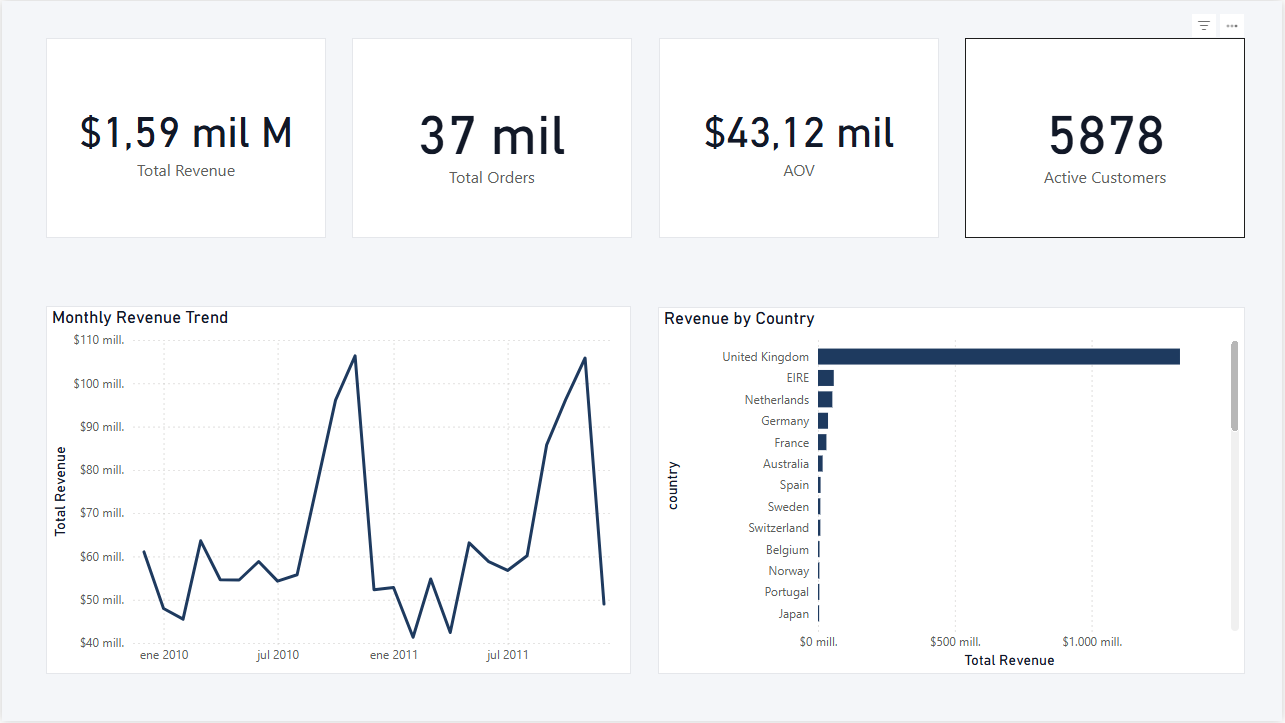 $1,59 mil M
Total Revenue
37 mil
Total Orders
$43,12 mil
AOV
5878
Active Customers
Monthly Revenue Trend
Total Revenue
$110 mill.
$100 mill.
$90 mill.
$80 mill.
$70 mill.
$60 mill.
$50 mill.
$40 mill.
ene 2010
jul 2010
ene 2011
jul 2011
Revenue by Country
country
United Kingdom
EIRE
Netherlands
Germany
France
Australia
Spain
Sweden
Switzerland
Belgium
Norway
Portugal
Japan
$0 mill.
$500 mill.
$1.000 mill.
Total Revenue